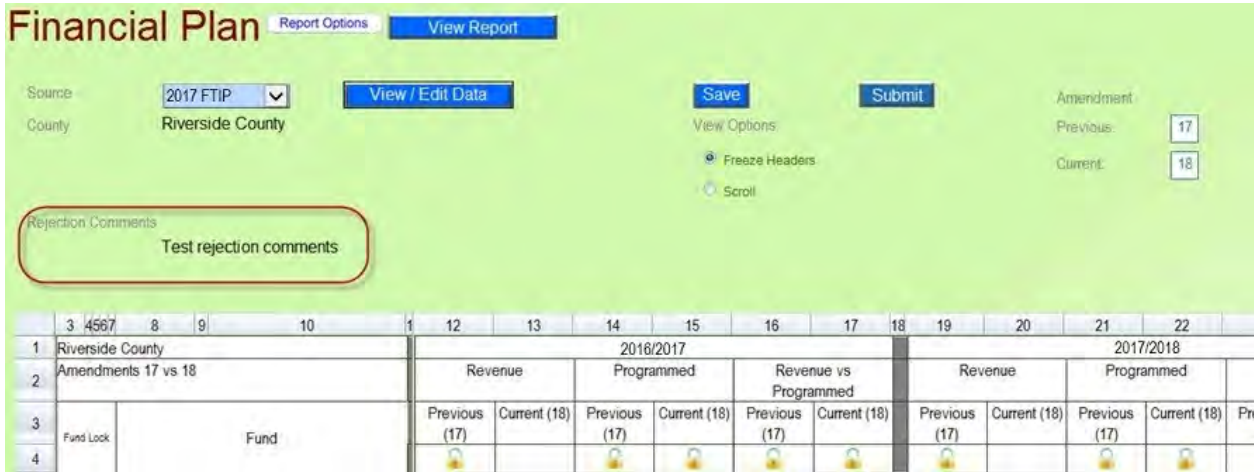 Financial Plan Report Options View Report
Source 2017 FTIP View / Edit Data Save Submit Amendment
County Riverside County View Options Previous: 17
Freeze Headers Current: 18
Scroll
Rejection Comments
Test rejection comments
3 4567 8 9 10 1 12 13 14 15 16 17 18 19 20 21 22
1 Riverside County 2016/2017 2017/2018
2 Amendments 17 vs 18 Revenue Programmed Revenue vs Programmed Revenue Programmed
3 Fund Lock Fund Previous (17) Current (18) Previous (17) Current (18) Previous (17) Current (18) Previous (17) Current (18) Previous (17) Current (18)
4